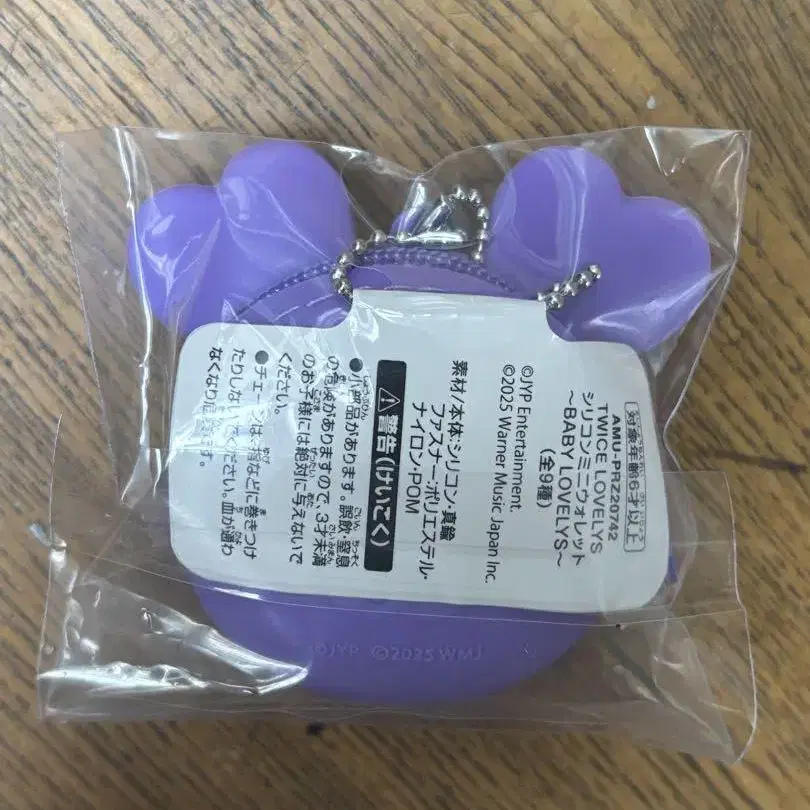 対象年齢6才以上
AMU-PRZ20742
TWICE LOVELYS
シリコンミニウォレット
~BABY LOVELYS~
(全9種)
©JYP Entertainment.
©2025 Warner Music Japan Inc.
素材/本体:シリコン・真鍮
ファスナー:ポリエステル・
ナイロン・POM
警告(けいこく)
●小部品があります。誤飲・窒息
の危険がありますので、3才未満
のお子様には絶対に与えないで
ください。
●チェーンは、指などに巻きつけ
たりしないでください。血が通わ
なくなり
ます。
©JYP ©2025 WMJ